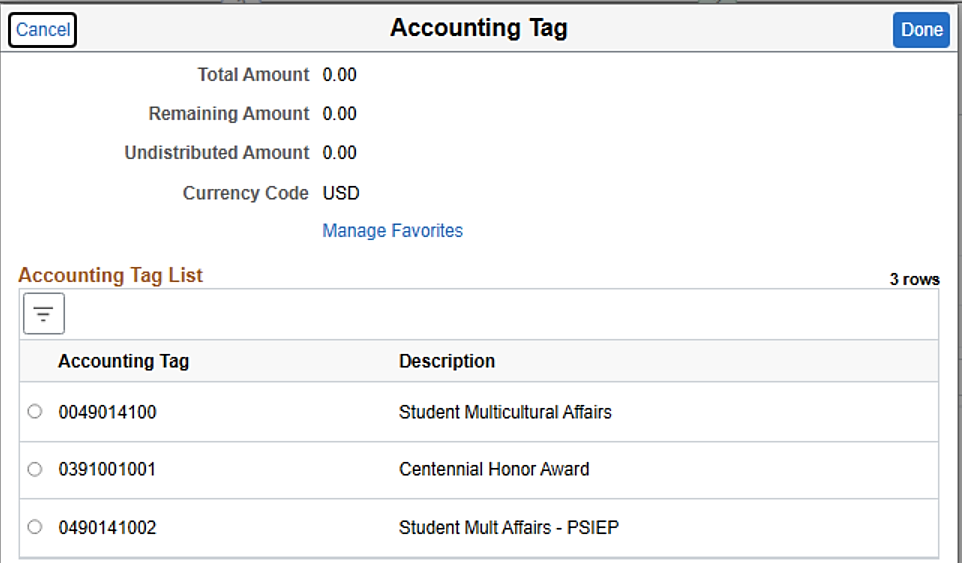 Cancel Accounting Tag Done
Total Amount 0.00
Remaining Amount 0.00
Undistributed Amount 0.00
Currency Code USD
Manage Favorites
Accounting Tag List 3 rows
Accounting Tag Description
0049014100 Student Multicultural Affairs
0391001001 Centennial Honor Award
0490141002 Student Mult Affairs - PSIEP